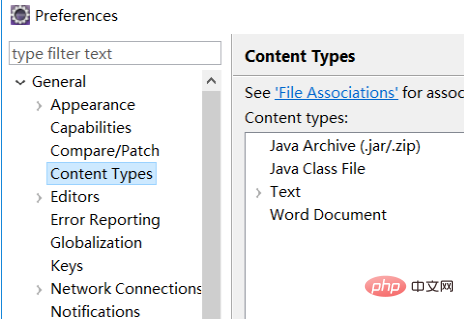 Preferences
type filter text
General
Appearance
Capabilities
Compare/Patch
Content Types
Editors
Error Reporting
Globalization
Keys
Network Connections
Notifications
Content Types
See 'File Associations' for assoc
Content types:
Java Archive (.jar/.zip)
Java Class File
Text
Word Document
php 中文网